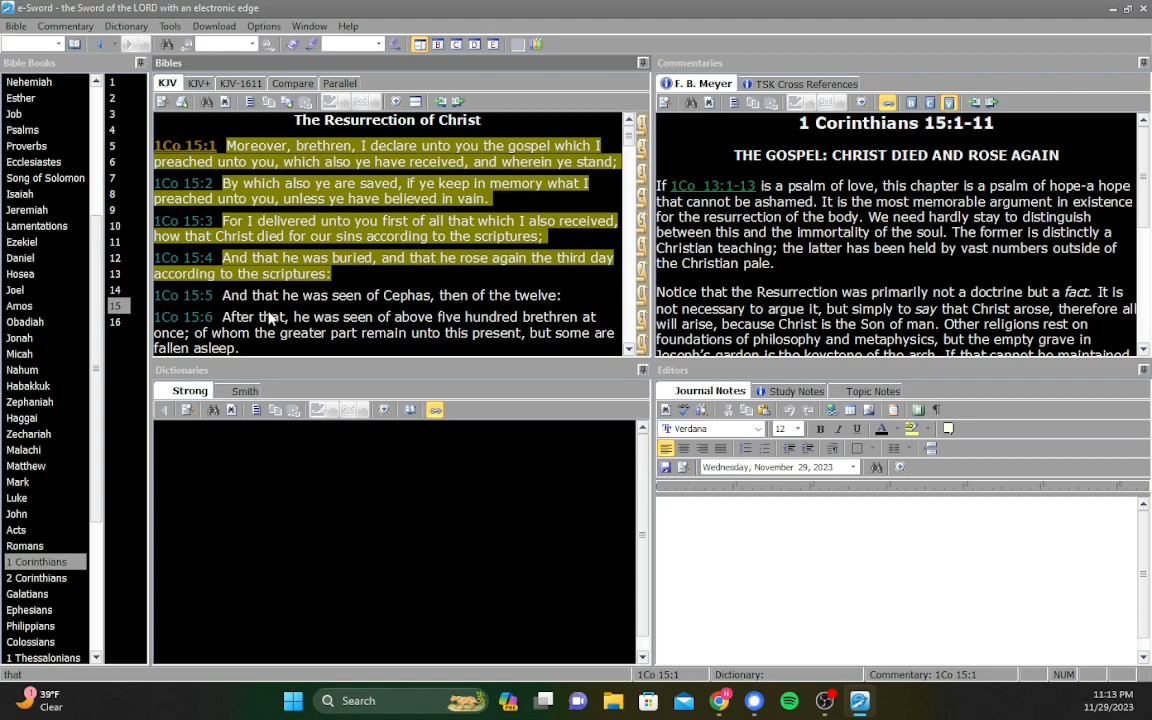 e-Sword - the Sword of the LORD with an electronic edge
Bible Commentary Dictionary Tools Download Options Window Help
B C D E
Bible Books
Nehemiah
Esther
Job
Psalms
Proverbs
Ecclesiastes
Song of Solomon
Isaiah
Jeremiah
Lamentations
Ezekiel
Daniel
Hosea
Joel
Amos
Obadiah
Jonah
Micah
Nahum
Habakkuk
Zephaniah
Haggai
Zechariah
Malachi
Matthew
Mark
Luke
John
Acts
Romans
1 Corinthians
2 Corinthians
Galatians
Ephesians
Philippians
Colossians
1 Thessalonians
1
2
3
4
5
6
7
8
9
10
11
12
13
14
15
16
Bibles
KJV KJV+ KJV-1611 Compare Parallel
The Resurrection of Christ
1Co 15:1 Moreover, brethren, I declare unto you the gospel which I
preached unto you, which also ye have received, and wherein ye stand;
1Co 15:2 By which also ye are saved, if ye keep in memory what I
preached unto you, unless ye have believed in vain.
1Co 15:3 For I delivered unto you first of all that which I also received,
how that Christ died for our sins according to the scriptures;
1Co 15:4 And that he was buried, and that he rose again the third day
according to the scriptures:
1Co 15:5 And that he was seen of Cephas, then of the twelve:
1Co 15:6 After that, he was seen of above five hundred brethren at
once; of whom the greater part remain unto this present, but some are
fallen asleep.
Commentaries
F. B. Meyer TSK Cross References
B C V
1 Corinthians 15:1-11
THE GOSPEL: CHRIST DIED AND ROSE AGAIN
If 1Co 13:1-13 is a psalm of love, this chapter is a psalm of hope-a hope
that cannot be ashamed. It is the most memorable argument in existence
for the resurrection of the body. We need hardly stay to distinguish
between this and the immortality of the soul. The former is distinctly a
Christian teaching; the latter has been held by vast numbers outside of
the Christian pale.
Notice that the Resurrection was primarily not a doctrine but a fact. It is
not necessary to argue it, but simply to say that Christ arose, therefore all
will arise, because Christ is the Son of man. Other religions rest on
foundations of philosophy and metaphysics, but the empty grave in
Joseph's garden is the keystone of the arch. If that cannot be maintained
Dictionaries
Strong Smith
Editors
Journal Notes Study Notes Topic Notes
Verdana 12 B I U A
Wednesday, November 29, 2023
that 1Co 15:1 Dictionary: Commentary: 1Co 15:1 NUM
39°F
Clear
Search
11:13 PM
11/29/2023